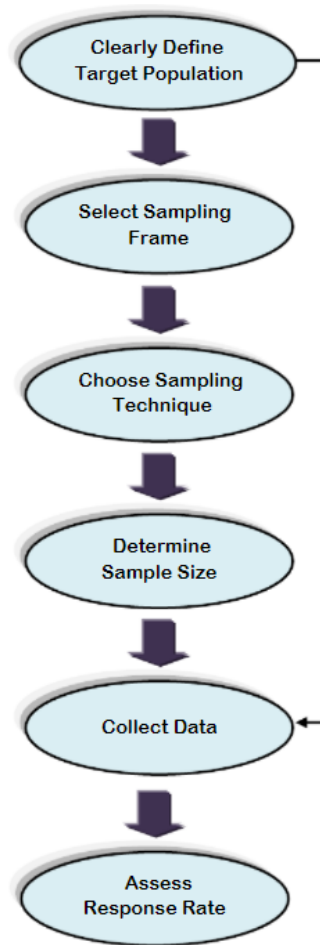 Clearly Define
Target Population
Select Sampling
Frame
Choose Sampling
Technique
Determine
Sample Size
Collect Data
Assess
Response Rate